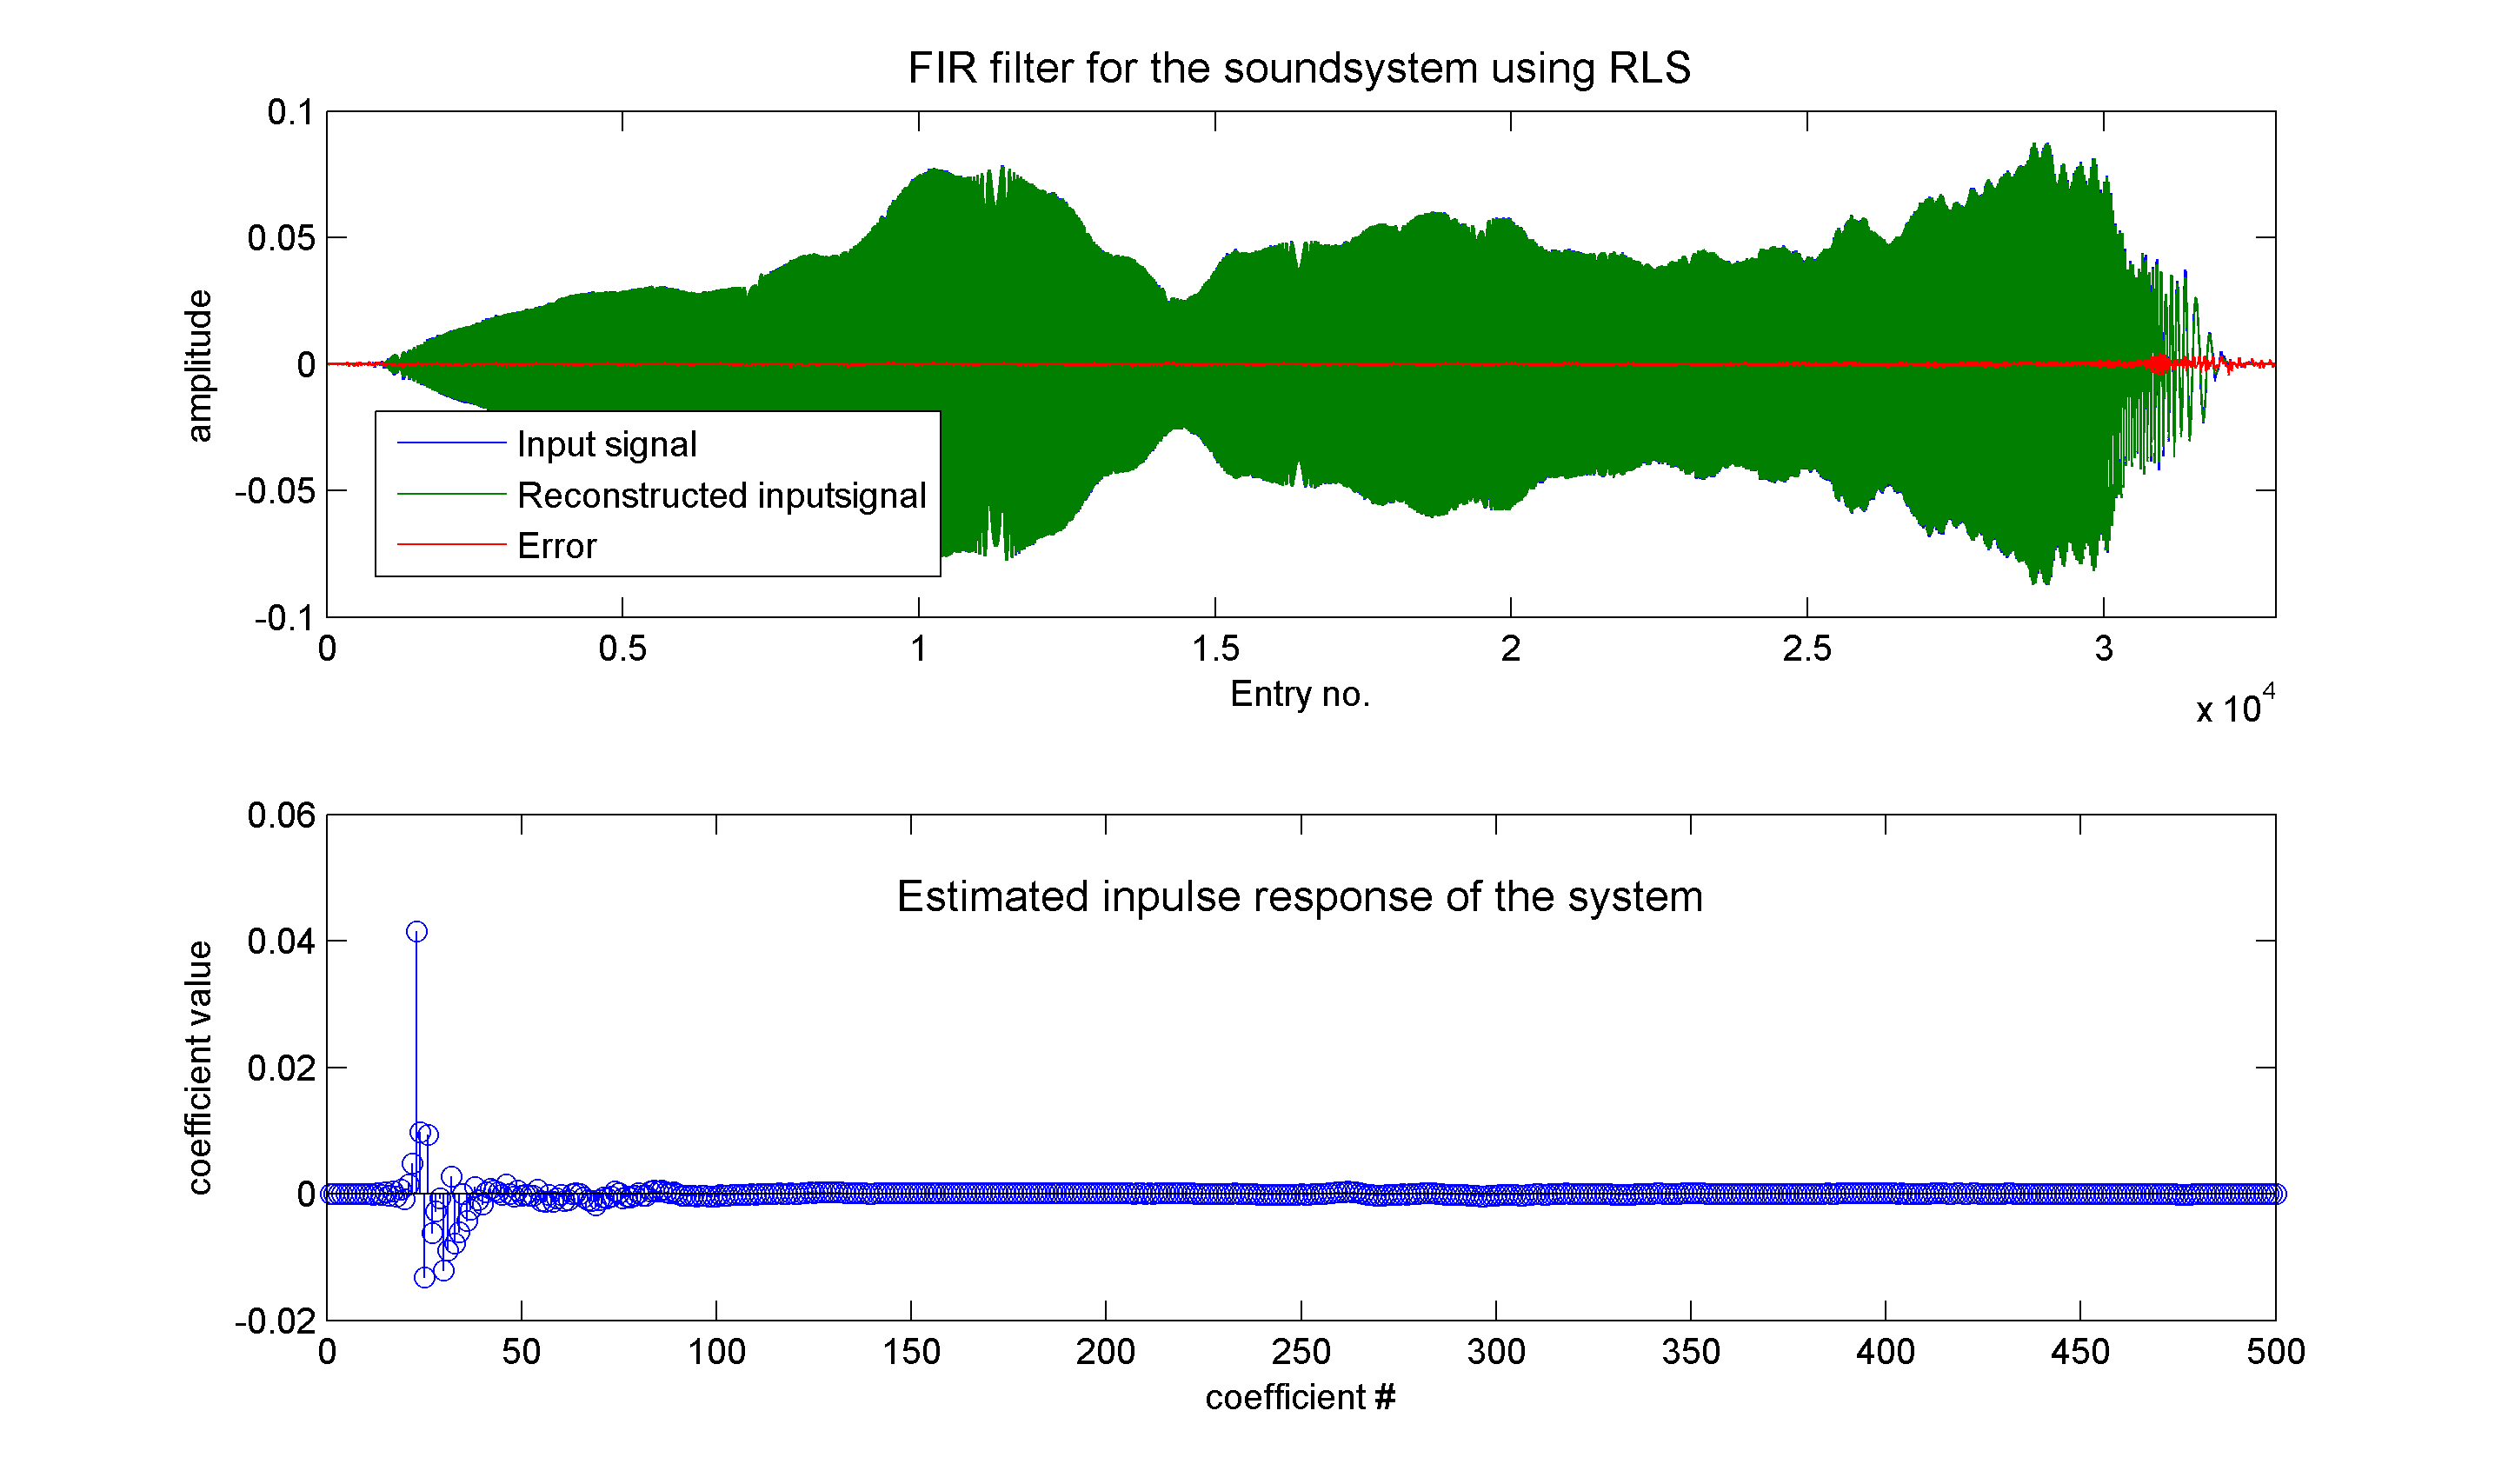 FIR filter for the soundsystem using RLS
0.1
0.05
0
-0.05
-0.1
amplitude
Input signal
Reconstructed inputsignal
Error
0 0.5 1 1.5 2 2.5 3
Entry no.
x 10^4
0.06
0.04
0.02
0
-0.02
coefficient value
Estimated inpulse response of the system
0 50 100 150 200 250 300 350 400 450 500
coefficient #